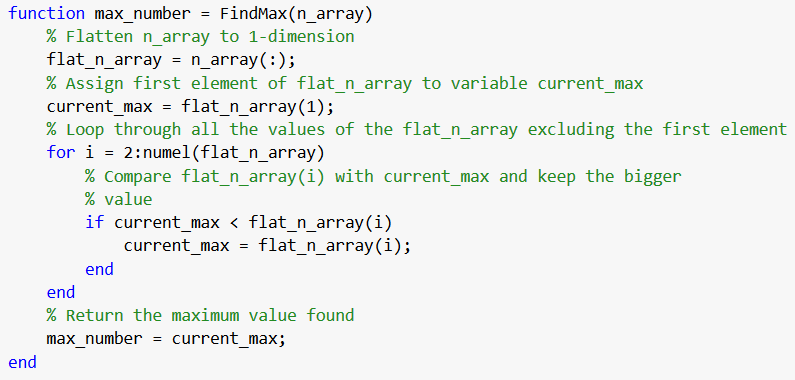 function max_number = FindMax(n_array)
    % Flatten n_array to 1-dimension
    flat_n_array = n_array(:);
    % Assign first element of flat_n_array to variable current_max
    current_max = flat_n_array(1);
    % Loop through all the values of the flat_n_array excluding the first element
    for i = 2:numel(flat_n_array)
        % Compare flat_n_array(i) with current_max and keep the bigger
        % value
        if current_max < flat_n_array(i)
            current_max = flat_n_array(i);
        end
    end
    % Return the maximum value found
    max_number = current_max;
end